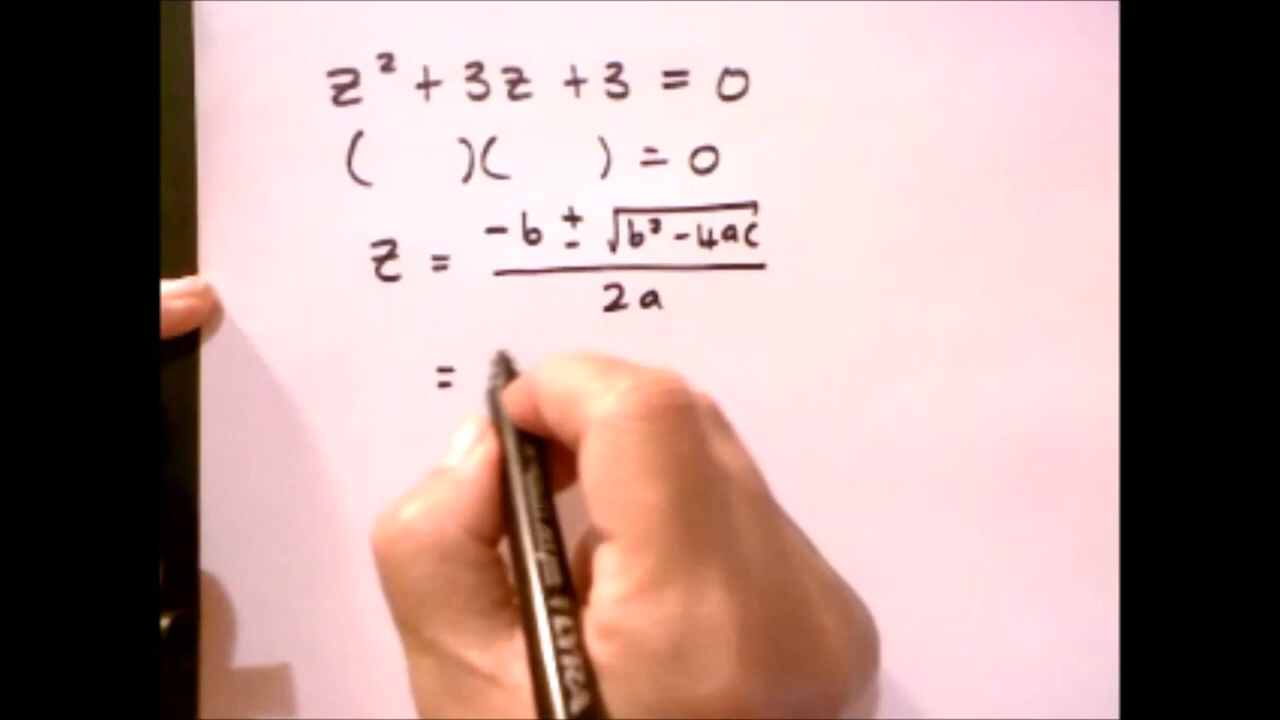 z² + 3z + 3 = 0
(   )(   ) = 0
z = -b ± √b² - 4ac
2a
=